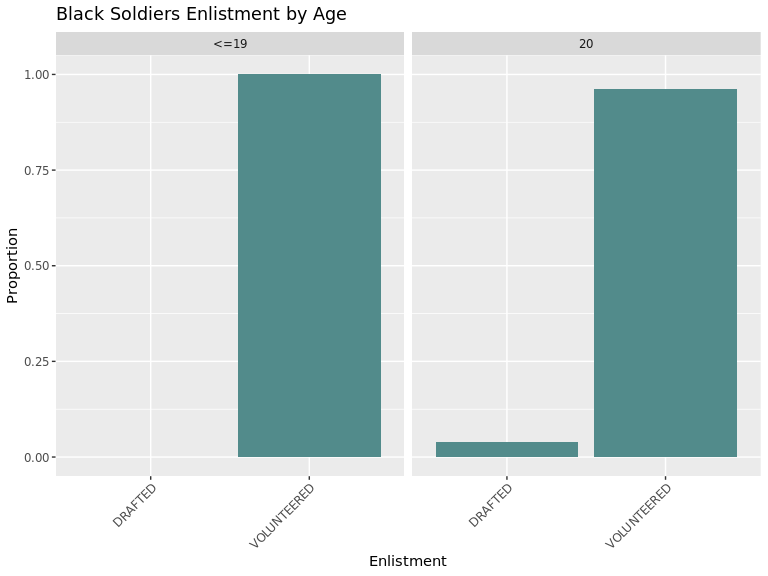 Black Soldiers Enlistment by Age
<=19
20
1.00
0.75
0.50
0.25
0.00
Proportion
DRAFTED
VOLUNTEERED
DRAFTED
VOLUNTEERED
Enlistment